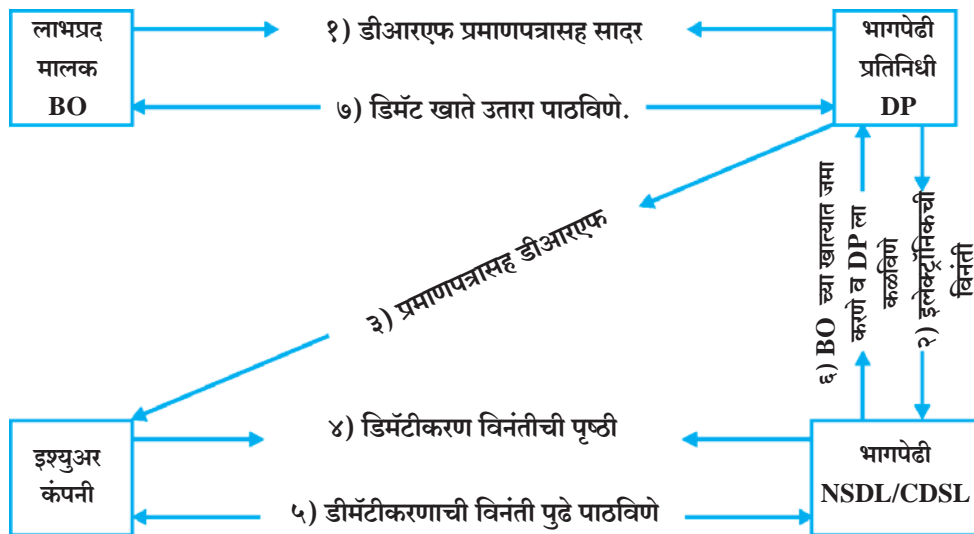 लाभप्रद
मालक
BO
१) डीआरएफ प्रमाणपत्रासह सादर
भागपेढी
प्रतिनिधी
DP
७) डिमॅट खाते उतारा पाठविणे.
३) प्रमाणपत्रासह डीआरएफ
६) BO च्या खात्यात जमा
करणे व DP ला
कळविणे
२) इलेक्ट्रॉनिकची
विनंती
इश्युअर
कंपनी
४) डिमॅटीकरण विनंतीची पृष्ठी
भागपेढी
NSDL/CDSL
५) डीमॅटीकरणाची विनंती पुढे पाठविणे